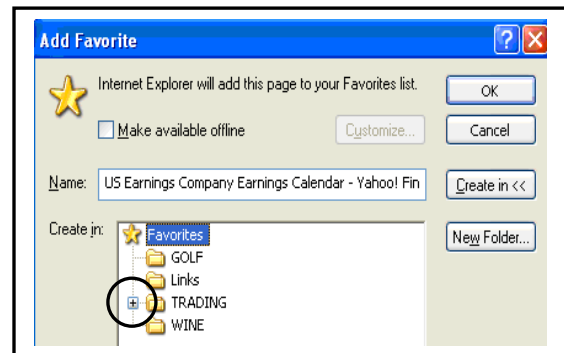 Add Favorite
Internet Explorer will add this page to your Favorites list.
OK
Make available offline
Customize...
Cancel
Name: US Earnings Company Earnings Calendar - Yahoo! Fin
Create in <<
Create in:
Favorites
New Folder...
GOLF
Links
TRADING
WINE